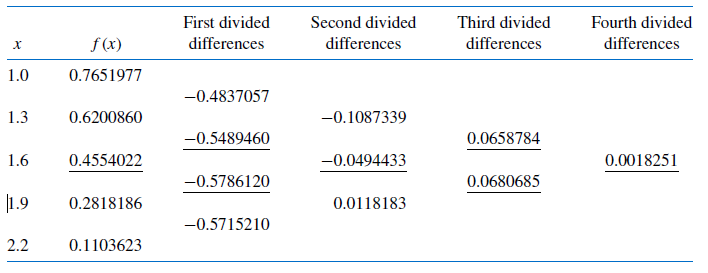 First divided Second divided Third divided Fourth divided
x f(x) differences differences differences differences
1.0 0.7651977
−0.4837057
1.3 0.6200860 −0.1087339
−0.5489460 0.0658784
1.6 0.4554022 −0.0494433 0.0018251
−0.5786120 0.0680685
1.9 0.2818186 0.0118183
−0.5715210
2.2 0.1103623